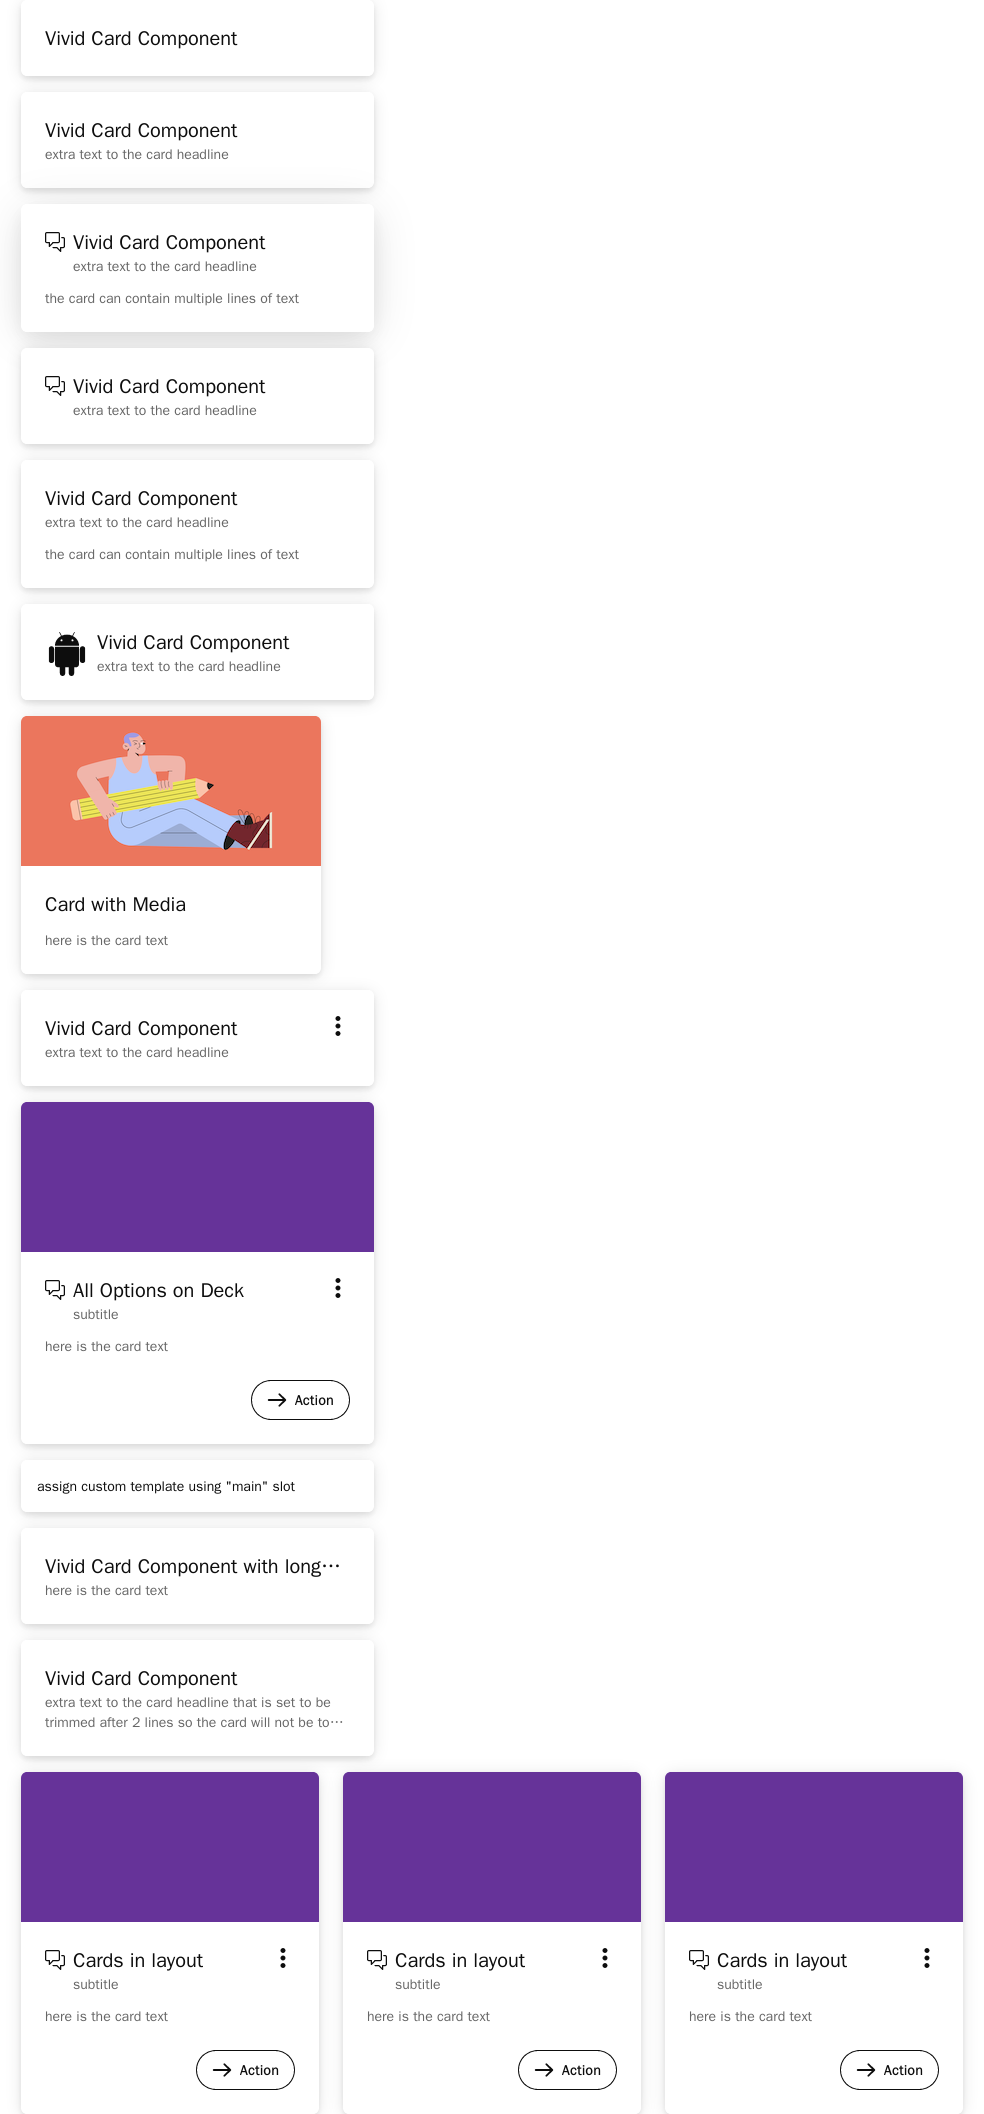 Vivid Card Component
Vivid Card Component
extra text to the card headline
Vivid Card Component
extra text to the card headline
the card can contain multiple lines of text
Vivid Card Component
extra text to the card headline
Vivid Card Component
extra text to the card headline
the card can contain multiple lines of text
Vivid Card Component
extra text to the card headline
Card with Media
here is the card text
Vivid Card Component
extra text to the card headline
All Options on Deck
subtitle
here is the card text
Action
assign custom template using "main" slot
Vivid Card Component with long…
here is the card text
Vivid Card Component
extra text to the card headline that is set to be
trimmed after 2 lines so the card will not be to…
Cards in layout
subtitle
here is the card text
Action
Cards in layout
subtitle
here is the card text
Action
Cards in layout
subtitle
here is the card text
Action